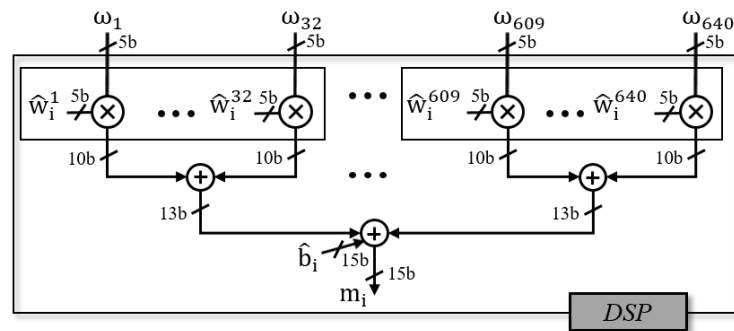 ω₁ ω₃₂ ω₆₀₉ ω₆₄₀
5b 5b 5b 5b
ŵᵢ¹ 5b ŵᵢ³² 5b ŵᵢ⁶⁰⁹ 5b ŵᵢ⁶⁴⁰ 5b
10b 10b 10b 10b
13b 13b
b̂ᵢ 15b
15b
mᵢ
DSP